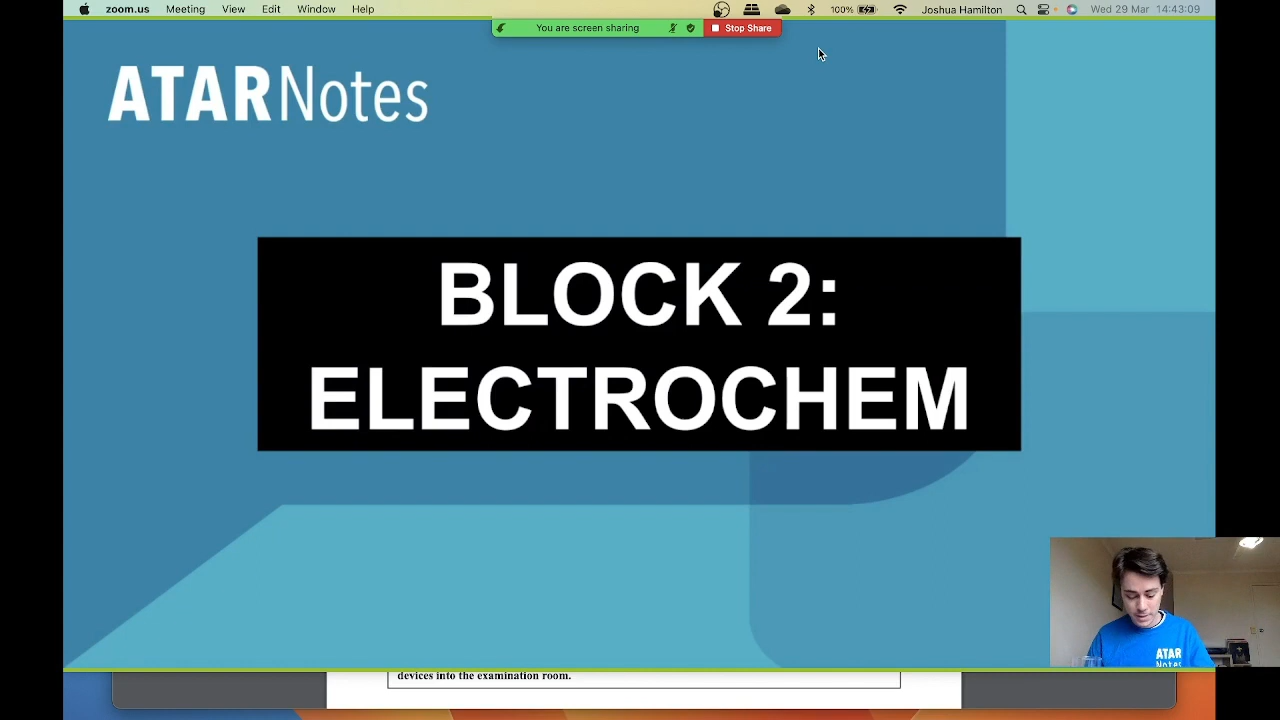 zoom.us Meeting View Edit Window Help 100% Joshua Hamilton Wed 29 Mar 14:43:09
You are screen sharing Stop Share
ATARNotes
BLOCK 2:
ELECTROCHEM
ATAR
Notes
devices into the examination room.